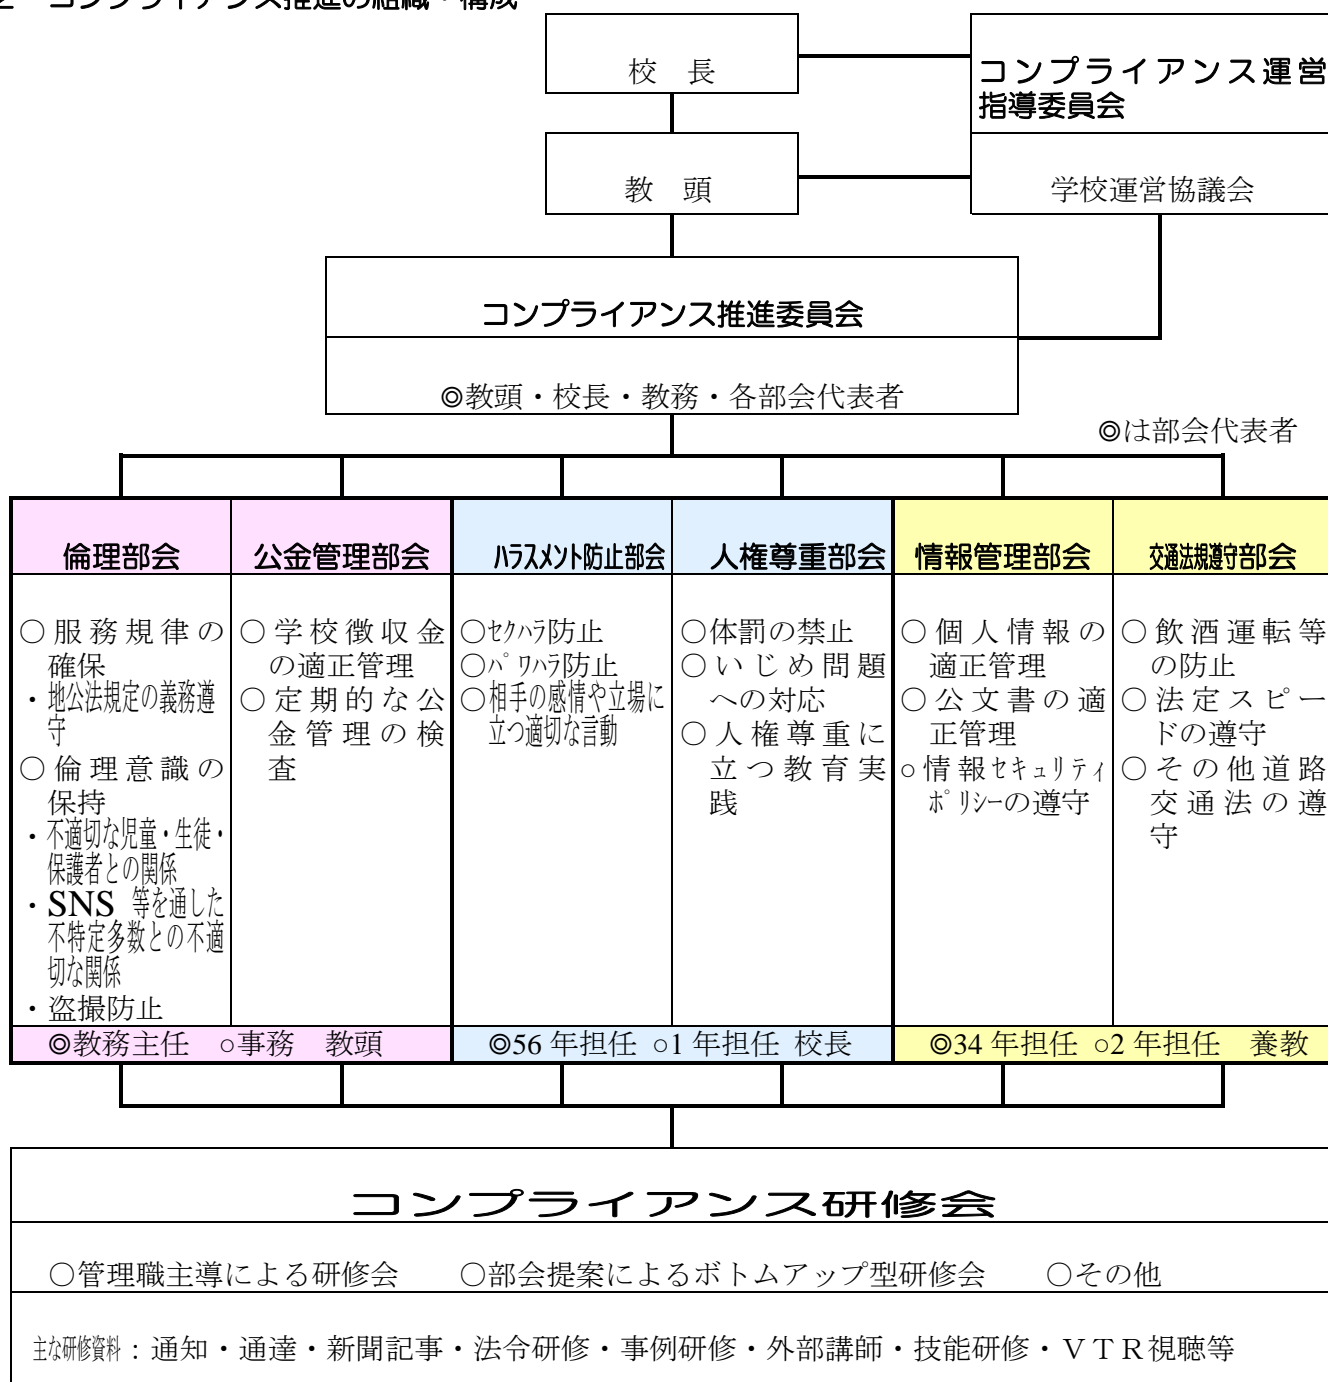 2 コンプライアンス推進の組織・構成
校 長
コンプライアンス運営
指導委員会
教 頭
学校運営協議会
コンプライアンス推進委員会
◎教頭・校長・教務・各部会代表者
◎は部会代表者
倫理部会
○服務規律の
確保
・地公法規定の義務遵
守
○倫理意識の
保持
・不適切な児童・生徒・
保護者との関係
・SNS 等を通した
不特定多数との不適
切な関係
・盗撮防止
公金管理部会
○学校徴収金
の適正管理
○定期的な公
金管理の検
査
◎教務主任 ○事務 教頭
ハラスメント防止部会
○セクハラ防止
○パワハラ防止
○相手の感情や立場に
立つ適切な言動
人権尊重部会
○体罰の禁止
○いじめ問題
への対応
○人権尊重に
立つ教育実
践
◎56 年担任 ○1 年担任 校長
情報管理部会
○個人情報の
適正管理
○公文書の適
正管理
○情報セキュリティ
ポリシーの遵守
交通法規遵守部会
○飲酒運転等
の防止
○法定スピー
ドの遵守
○その他道路
交通法の遵
守
◎34 年担任 ○2 年担任 養教
コンプライアンス研修会
○管理職主導による研修会 ○部会提案によるボトムアップ型研修会 ○その他
主な研修資料：通知・通達・新聞記事・法令研修・事例研修・外部講師・技能研修・ＶＴＲ視聴等